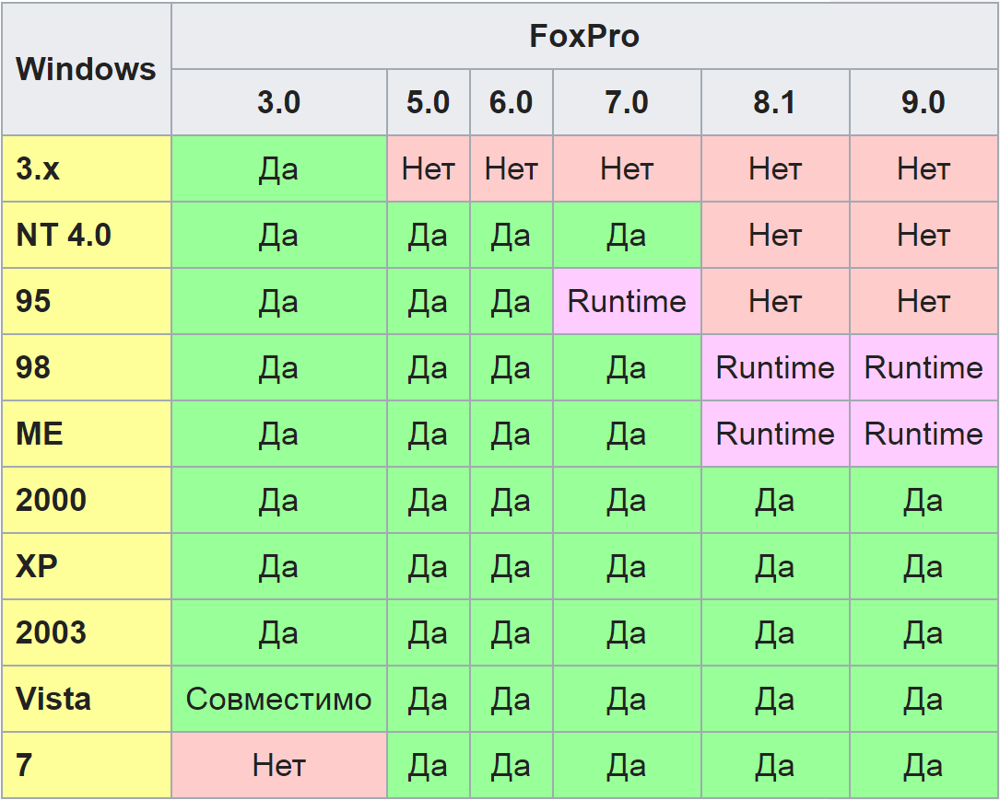 Windows FoxPro
3.0 5.0 6.0 7.0 8.1 9.0
3.x Да Нет Нет Нет Нет Нет
NT 4.0 Да Да Да Да Нет Нет
95 Да Да Да Runtime Нет Нет
98 Да Да Да Да Runtime Runtime
ME Да Да Да Да Runtime Runtime
2000 Да Да Да Да Да Да
XP Да Да Да Да Да Да
2003 Да Да Да Да Да Да
Vista Совместимо Да Да Да Да Да
7 Нет Да Да Да Да Да